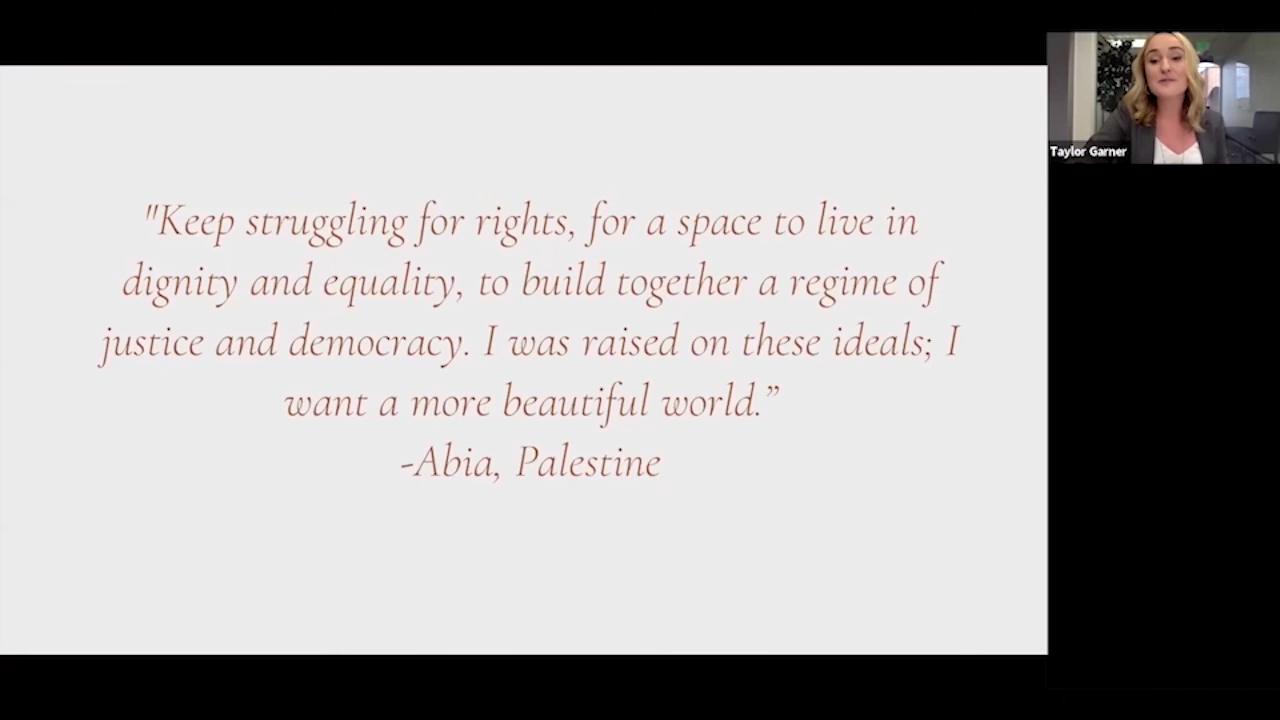 "Keep struggling for rights, for a space to live in
dignity and equality, to build together a regime of
justice and democracy. I was raised on these ideals; I
want a more beautiful world.”
-Abia, Palestine
Taylor Garner